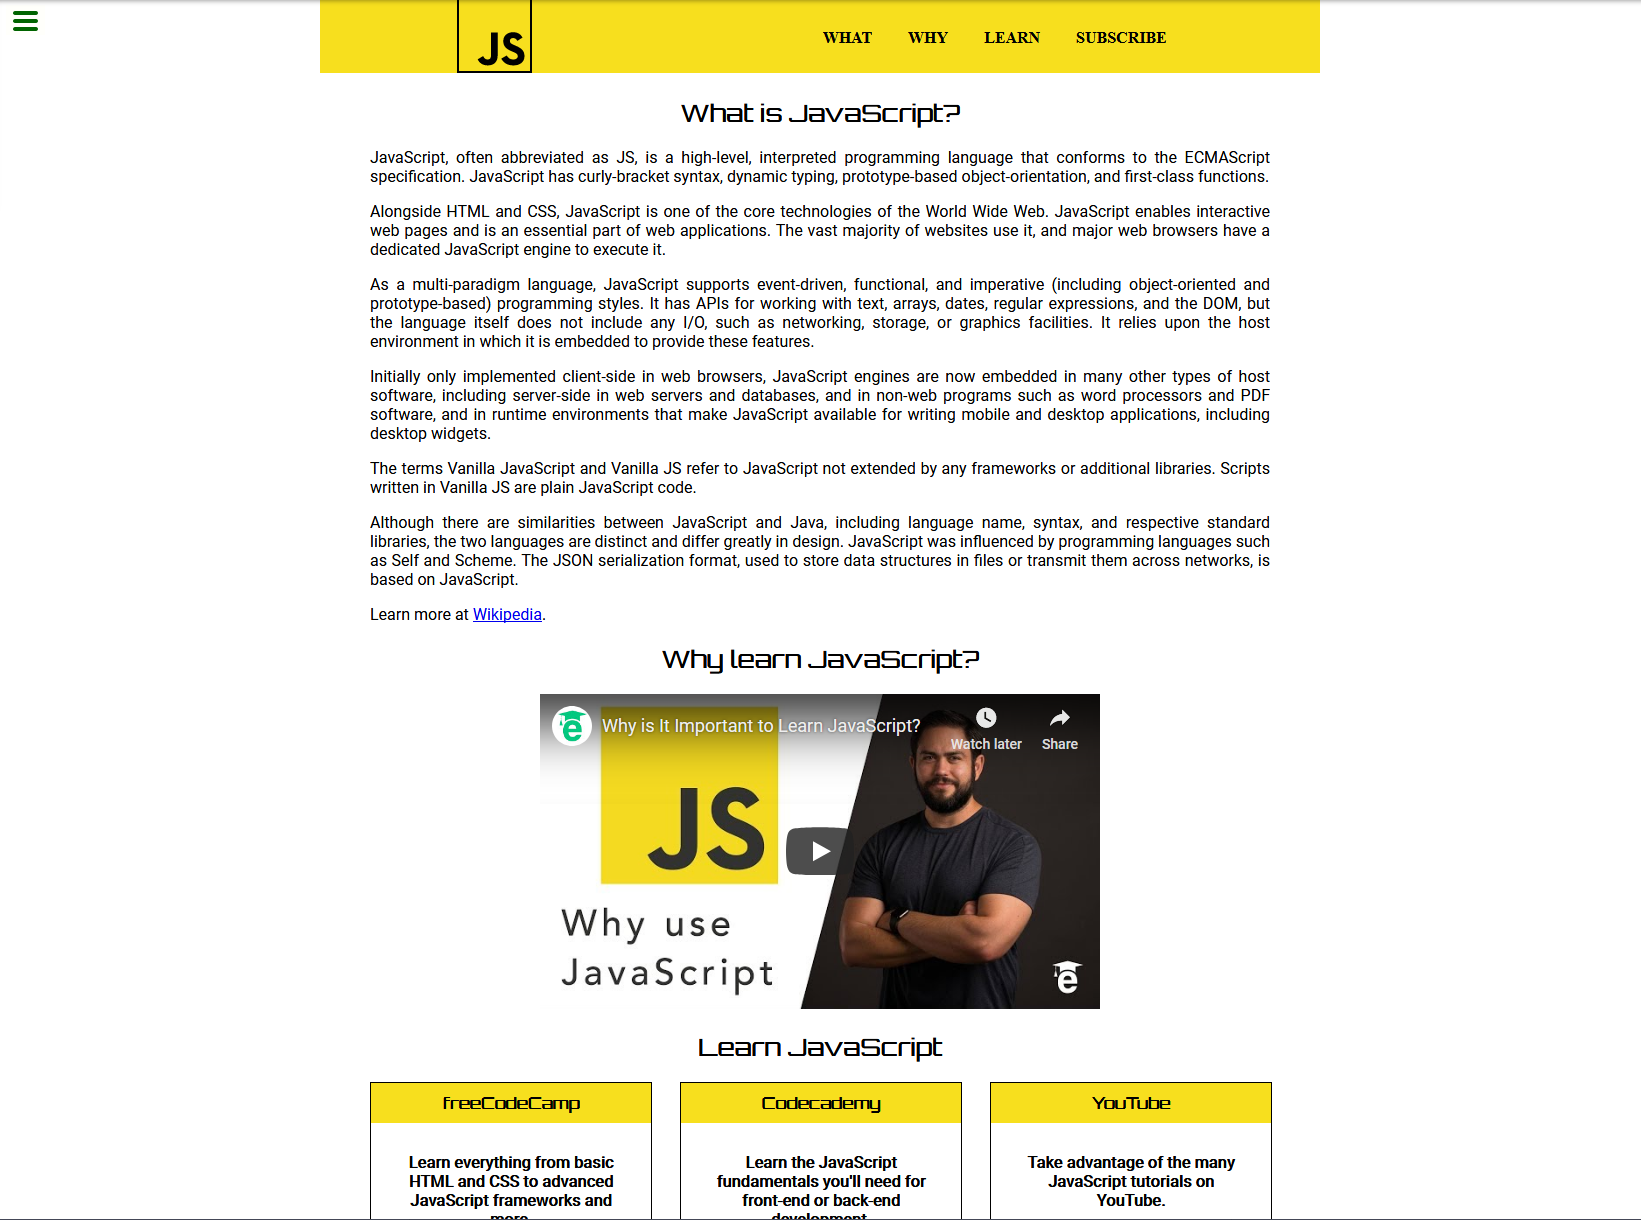 JS
WHAT WHY LEARN SUBSCRIBE
What is JavaScript?
JavaScript, often abbreviated as JS, is a high-level, interpreted programming language that conforms to the ECMAScript
specification. JavaScript has curly-bracket syntax, dynamic typing, prototype-based object-orientation, and first-class functions.
Alongside HTML and CSS, JavaScript is one of the core technologies of the World Wide Web. JavaScript enables interactive
web pages and is an essential part of web applications. The vast majority of websites use it, and major web browsers have a
dedicated JavaScript engine to execute it.
As a multi-paradigm language, JavaScript supports event-driven, functional, and imperative (including object-oriented and
prototype-based) programming styles. It has APIs for working with text, arrays, dates, regular expressions, and the DOM, but
the language itself does not include any I/O, such as networking, storage, or graphics facilities. It relies upon the host
environment in which it is embedded to provide these features.
Initially only implemented client-side in web browsers, JavaScript engines are now embedded in many other types of host
software, including server-side in web servers and databases, and in non-web programs such as word processors and PDF
software, and in runtime environments that make JavaScript available for writing mobile and desktop applications, including
desktop widgets.
The terms Vanilla JavaScript and Vanilla JS refer to JavaScript not extended by any frameworks or additional libraries. Scripts
written in Vanilla JS are plain JavaScript code.
Although there are similarities between JavaScript and Java, including language name, syntax, and respective standard
libraries, the two languages are distinct and differ greatly in design. JavaScript was influenced by programming languages such
as Self and Scheme. The JSON serialization format, used to store data structures in files or transmit them across networks, is
based on JavaScript.
Learn more at Wikipedia.
Why learn JavaScript?
e
Why is It Important to Learn JavaScript?
Watch later
Share
JS
Why use
JavaScript
e
Learn JavaScript
freeCodeCamp
Learn everything from basic
HTML and CSS to advanced
JavaScript frameworks and
more.
Codecademy
Learn the JavaScript
fundamentals you'll need for
front-end or back-end
development.
YouTube
Take advantage of the many
JavaScript tutorials on
YouTube.